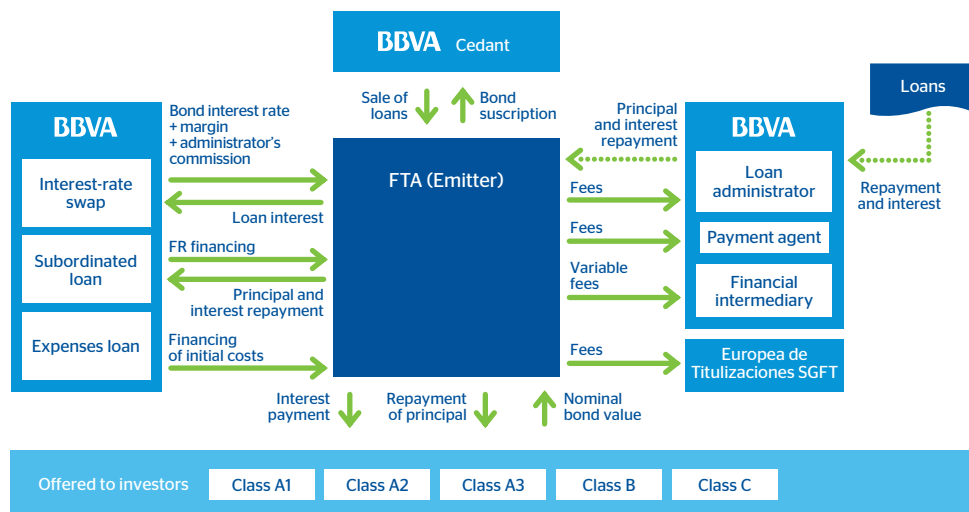 BBVA Cedant
Sale of
loans
Bond
suscription
Loans
BBVA
Bond interest rate
+ margin
+ administrator's
commission
Interest-rate
swap
Loan interest
Subordinated
loan
FR financing
Principal and
interest repayment
Expenses loan
Financing
of initial costs
FTA (Emitter)
Principal
and interest
repayment
BBVA
Fees
Loan
administrator
Repayment
and interest
Fees
Payment agent
Variable
fees
Financial
intermediary
Fees
Europea de
Titulizaciones SGFT
Interest
payment
Repayment
of principal
Nominal
bond value
Offered to investors
Class A1
Class A2
Class A3
Class B
Class C